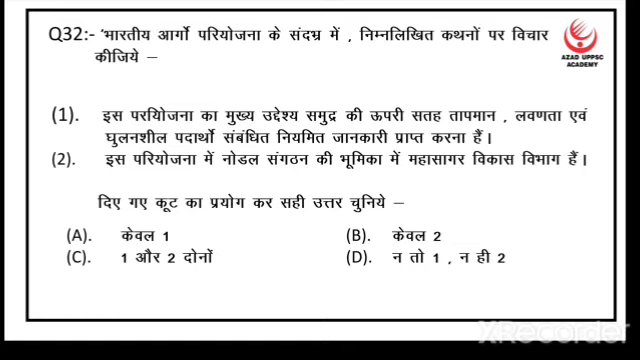 Q32:- 'भारतीय आर्गो परियोजना के संदभ्र में , निम्नलिखित कथनों पर विचार
कीजिये –
AZAD UPPSC
ACADEMY
(1). इस परयिोजना का मुख्य उद्देश्य समुद्र की ऊपरी सतह तापमान , लवणता एवं
घुलनशील पदार्थो संबंधित नियमित जानकारी प्राप्त करना हैं।
(2). इस परियोजना में नोडल संगठन की भूमिका में महासागर विकास विभाग हैं।
दिए गए कूट का प्रयोग कर सही उत्तर चुनिये –
(A). केवल 1 (B). केवल 2
(C). 1 और 2 दोनों (D). न तो 1 , न ही 2
XRecorder